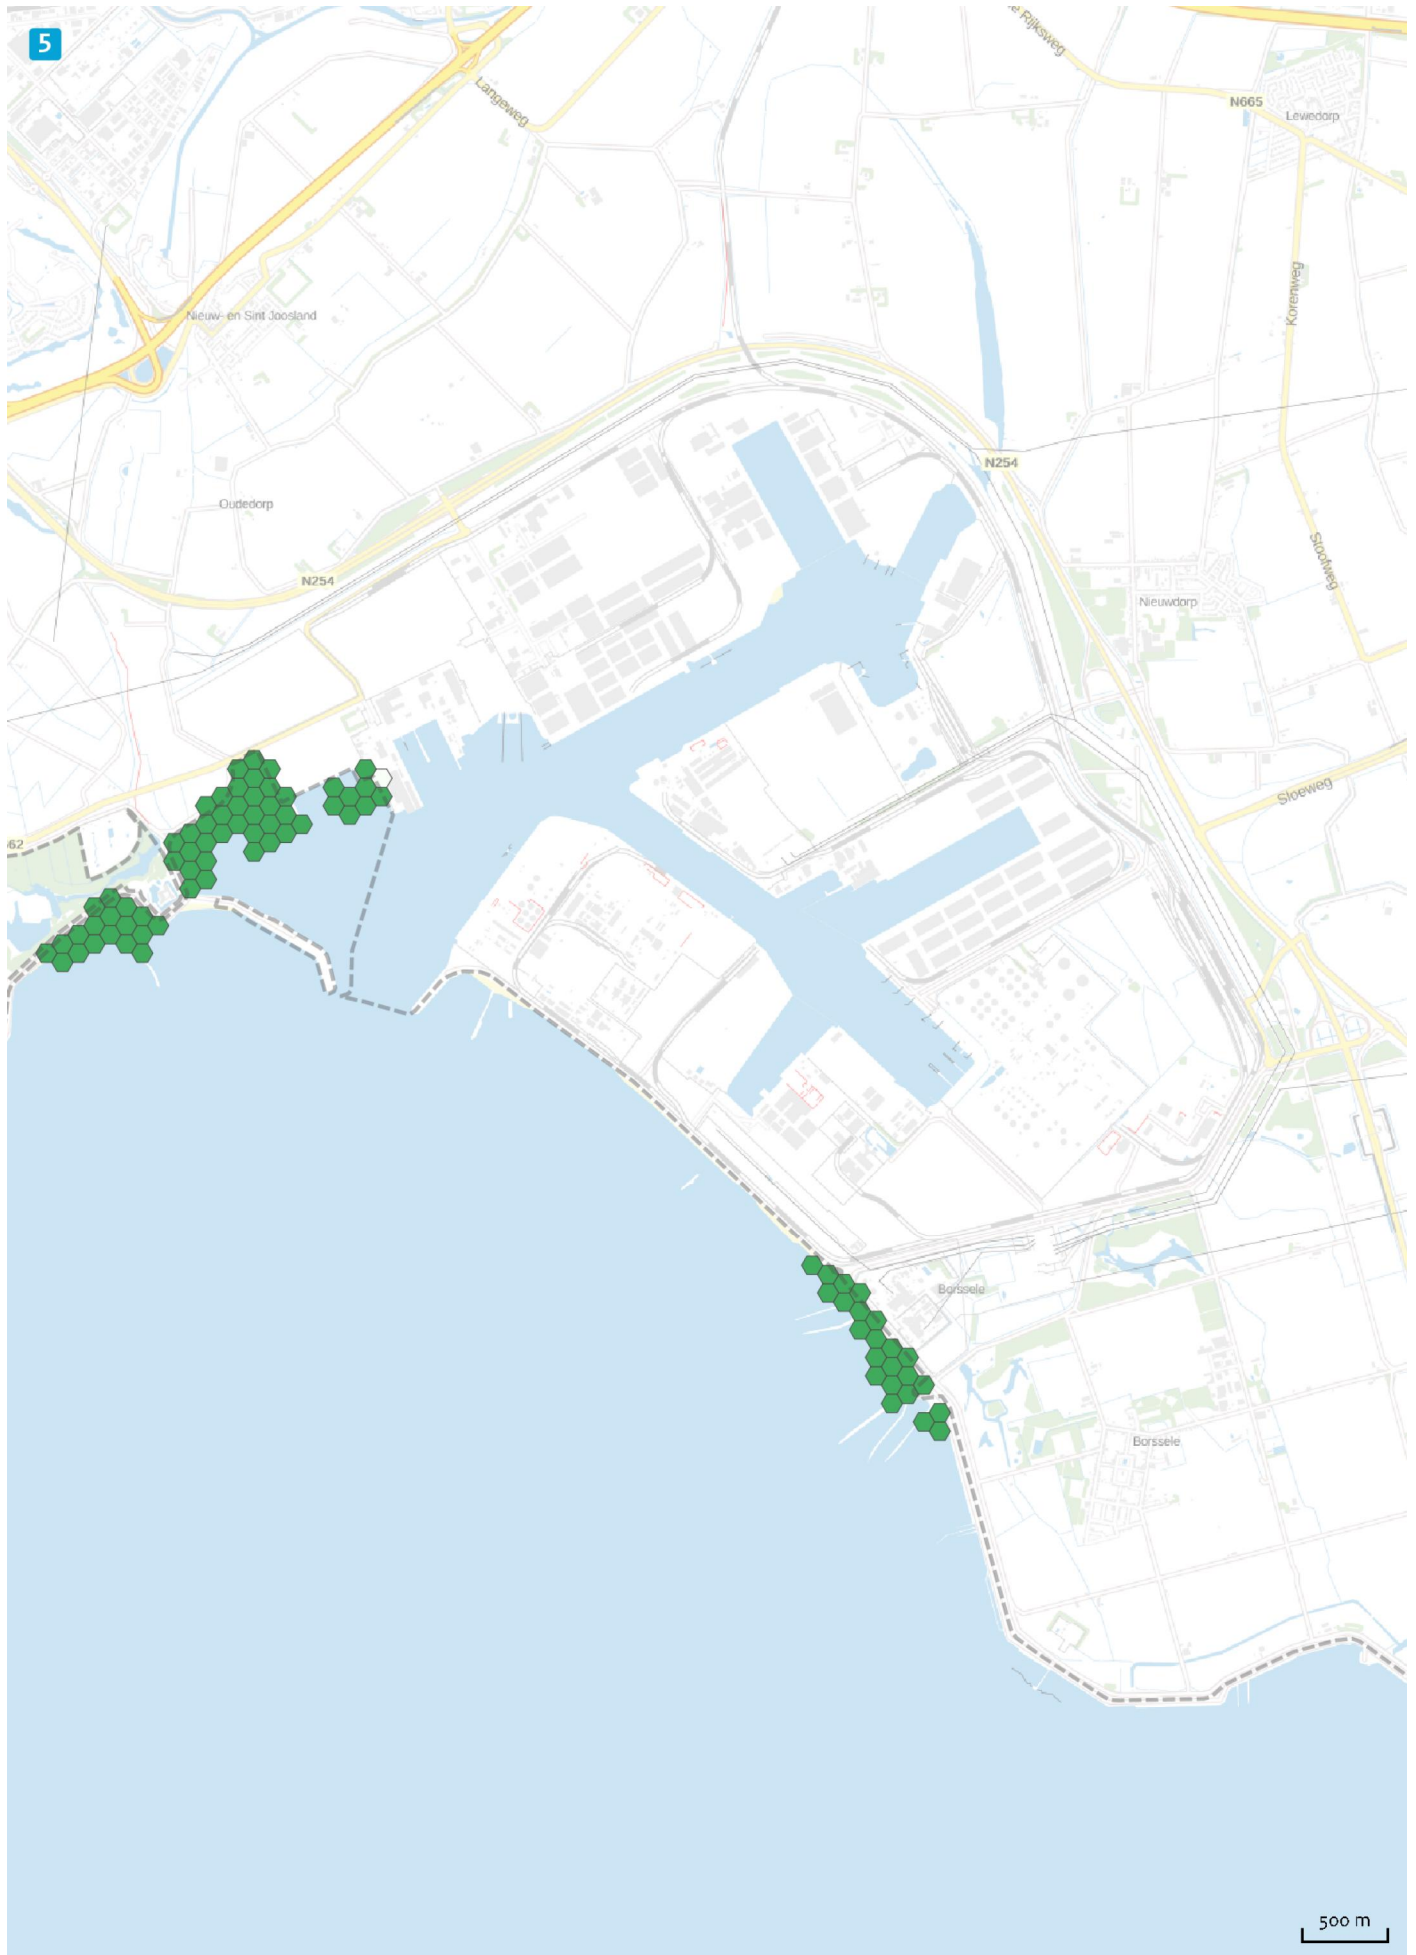 5
Rijksweg
Langeweg
N665
Lewedorp
Korenweg
Nieuw- en Sint Joosland
N254
Oudedorp
Stoofweg
N254
Nieuwdorp
Sloeweg
62
Borssele
Borssele
500 m